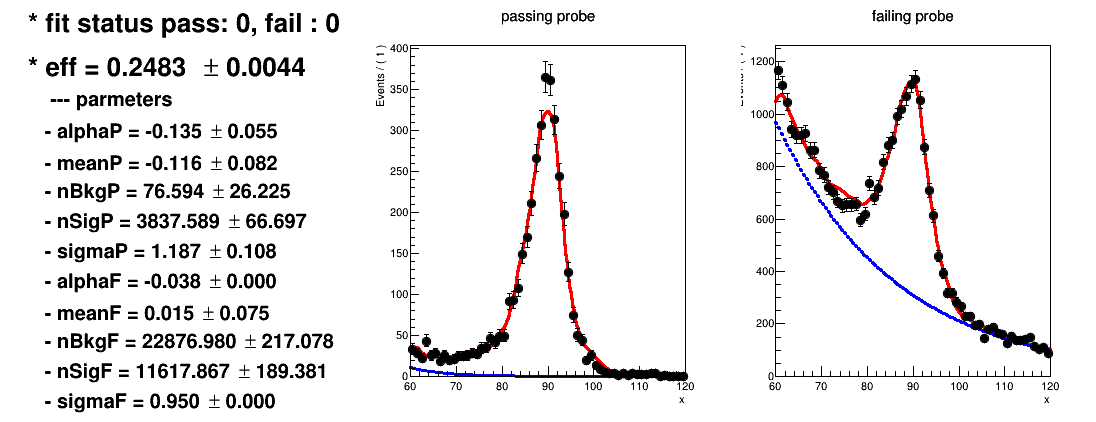 * fit status pass: 0, fail : 0
* eff = 0.2483 ± 0.0044
--- parmeters
- alphaP = -0.135 ± 0.055
- meanP = -0.116 ± 0.082
- nBkgP = 76.594 ± 26.225
- nSigP = 3837.589 ± 66.697
- sigmaP = 1.187 ± 0.108
- alphaF = -0.038 ± 0.000
- meanF = 0.015 ± 0.075
- nBkgF = 22876.980 ± 217.078
- nSigF = 11617.867 ± 189.381
- sigmaF = 0.950 ± 0.000
passing probe
Events / ( 1 )
400
350
300
250
200
150
100
50
0
60 70 80 90 100 110 120
x
failing probe
Events / ( 1 )
1200
1000
800
600
400
200
0
60 70 80 90 100 110 120
x